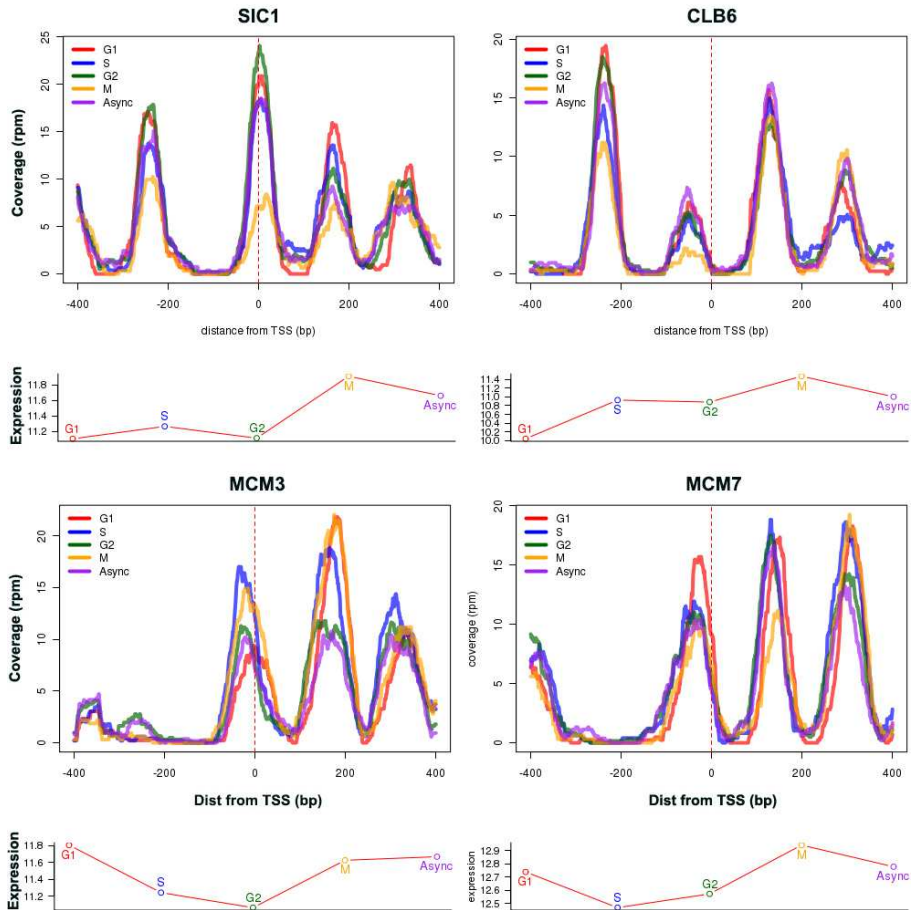 SIC1
CLB6
25
20
15
10
5
0
Coverage (rpm)
G1
S
G2
M
Async
-400
-200
0
200
400
distance from TSS (bp)
20
15
10
5
0
G1
S
G2
M
Async
-400
-200
0
200
400
distance from TSS (bp)
Expression
11.8
11.6
11.4
11.2
G1
S
G2
M
Async
11.4
11.2
11.0
10.8
10.6
10.4
10.2
10.0
G1
S
G2
M
Async
MCM3
MCM7
Coverage (rpm)
20
15
10
5
0
G1
S
G2
M
Async
-400
-200
0
200
400
Dist from TSS (bp)
coverage (rpm)
20
15
10
5
0
G1
S
G2
M
Async
-400
-200
0
200
400
Dist from TSS (bp)
Expression
11.8
11.6
11.4
11.2
G1
S
G2
M
Async
expression
12.9
12.8
12.7
12.6
12.5
G1
S
G2
M
Async